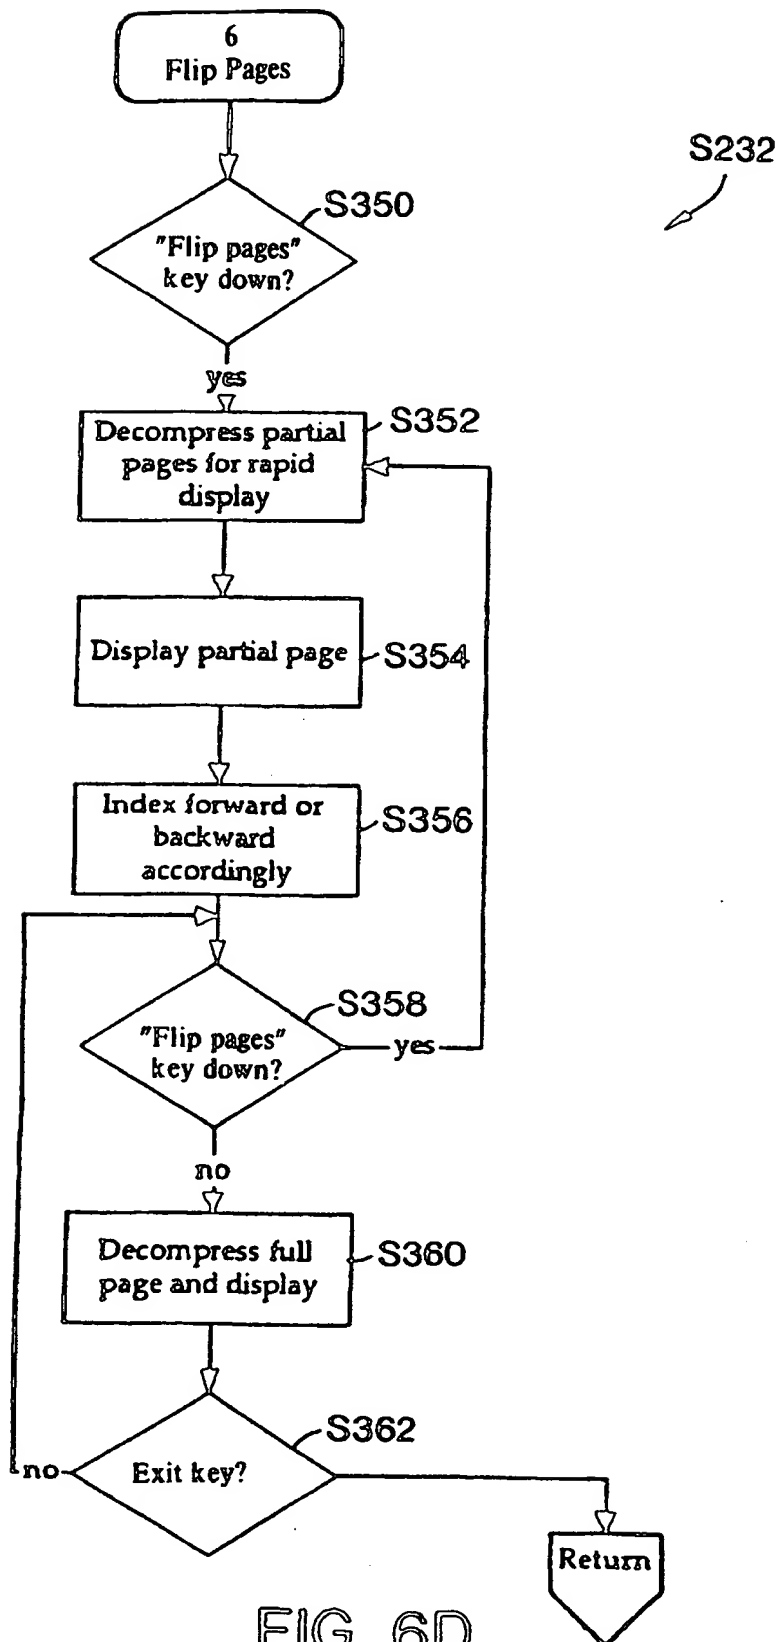 6
Flip Pages
S232
S350
"Flip pages"
key down?
yes
S352
Decompress partial
pages for rapid
display
Display partial page
S354
Index forward or
backward
accordingly
S356
S358
"Flip pages"
key down?
yes
no
Decompress full
page and display
S360
S362
Exit key?
no
Return
FIG. 6D